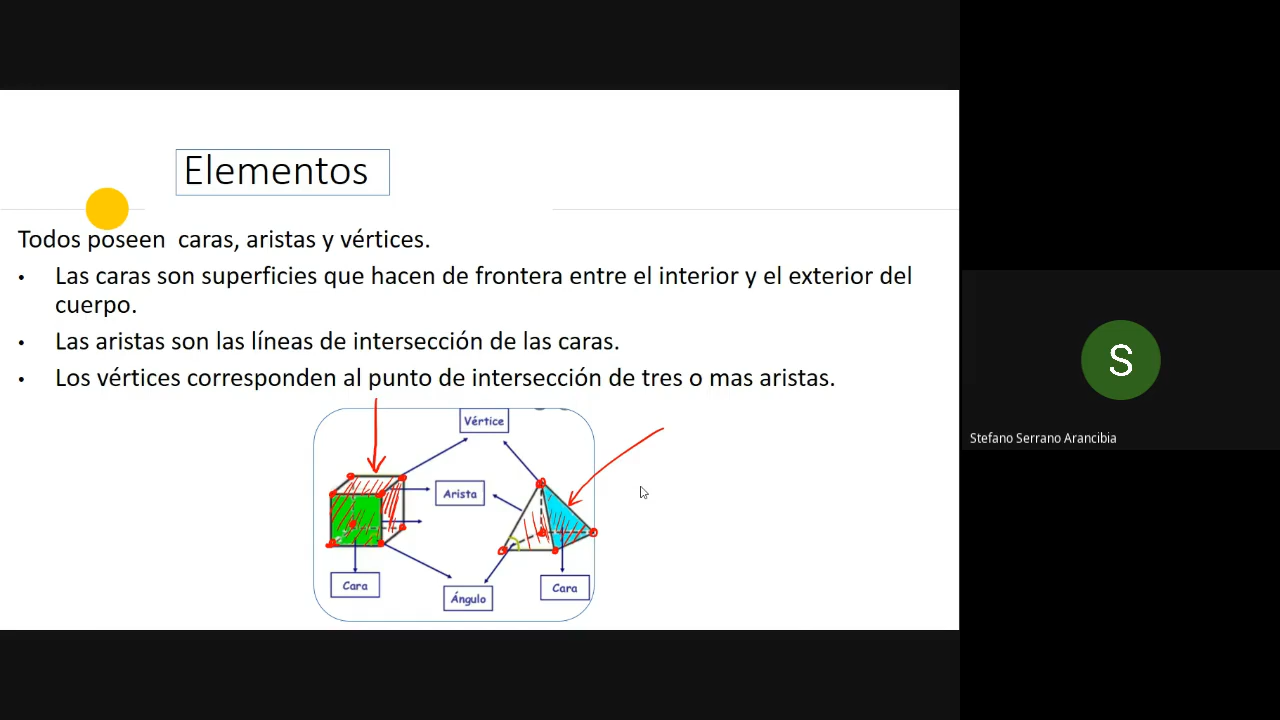 Elementos
Todos poseen caras, aristas y vértices.
• Las caras son superficies que hacen de frontera entre el interior y el exterior del
cuerpo.
• Las aristas son las líneas de intersección de las caras.
• Los vértices corresponden al punto de intersección de tres o mas aristas.
Vértice
Arista
Cara
Ángulo
Cara
S
Stefano Serrano Arancibia